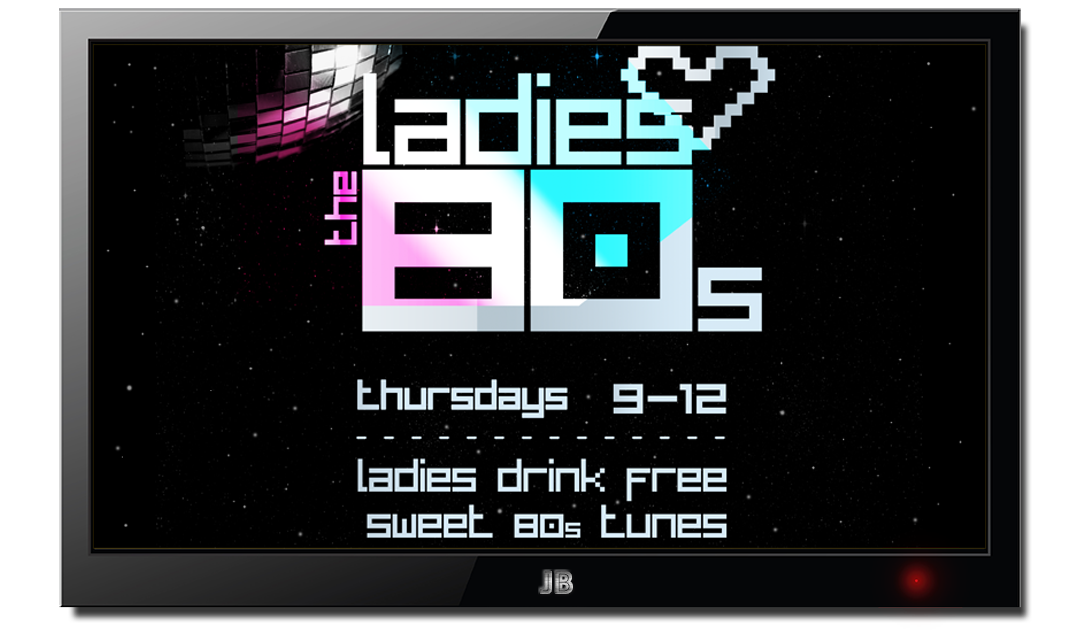 ladies
the
80s
thursdays 9-12
ladies drink free
sweet 80s tunes
JB